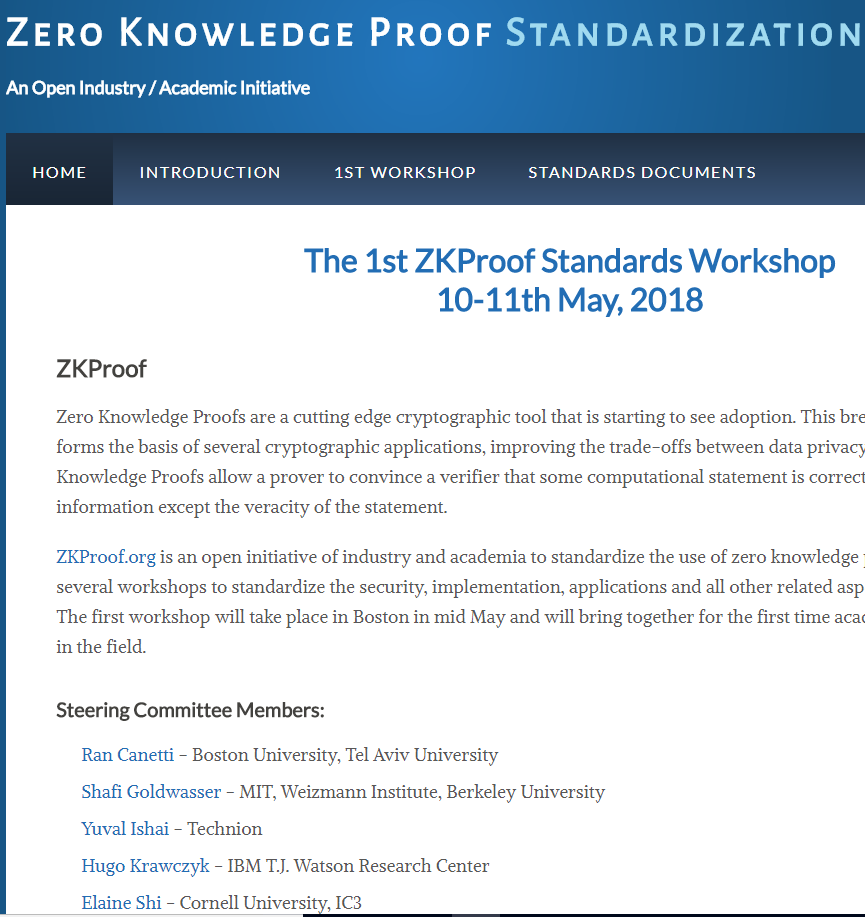 ZERO KNOWLEDGE PROOF STANDARDIZATION
An Open Industry / Academic Initiative
HOME INTRODUCTION 1ST WORKSHOP STANDARDS DOCUMENTS
The 1st ZKProof Standards Workshop
10-11th May, 2018
ZKProof
Zero Knowledge Proofs are a cutting edge cryptographic tool that is starting to see adoption. This bre
forms the basis of several cryptographic applications, improving the trade-offs between data privacy
Knowledge Proofs allow a prover to convince a verifier that some computational statement is correct
information except the veracity of the statement.
ZKProof.org is an open initiative of industry and academia to standardize the use of zero knowledge
several workshops to standardize the security, implementation, applications and all other related asp
The first workshop will take place in Boston in mid May and will bring together for the first time aca
in the field.
Steering Committee Members:
Ran Canetti – Boston University, Tel Aviv University
Shafi Goldwasser – MIT, Weizmann Institute, Berkeley University
Yuval Ishai – Technion
Hugo Krawczyk – IBM T.J. Watson Research Center
Elaine Shi – Cornell University, IC3